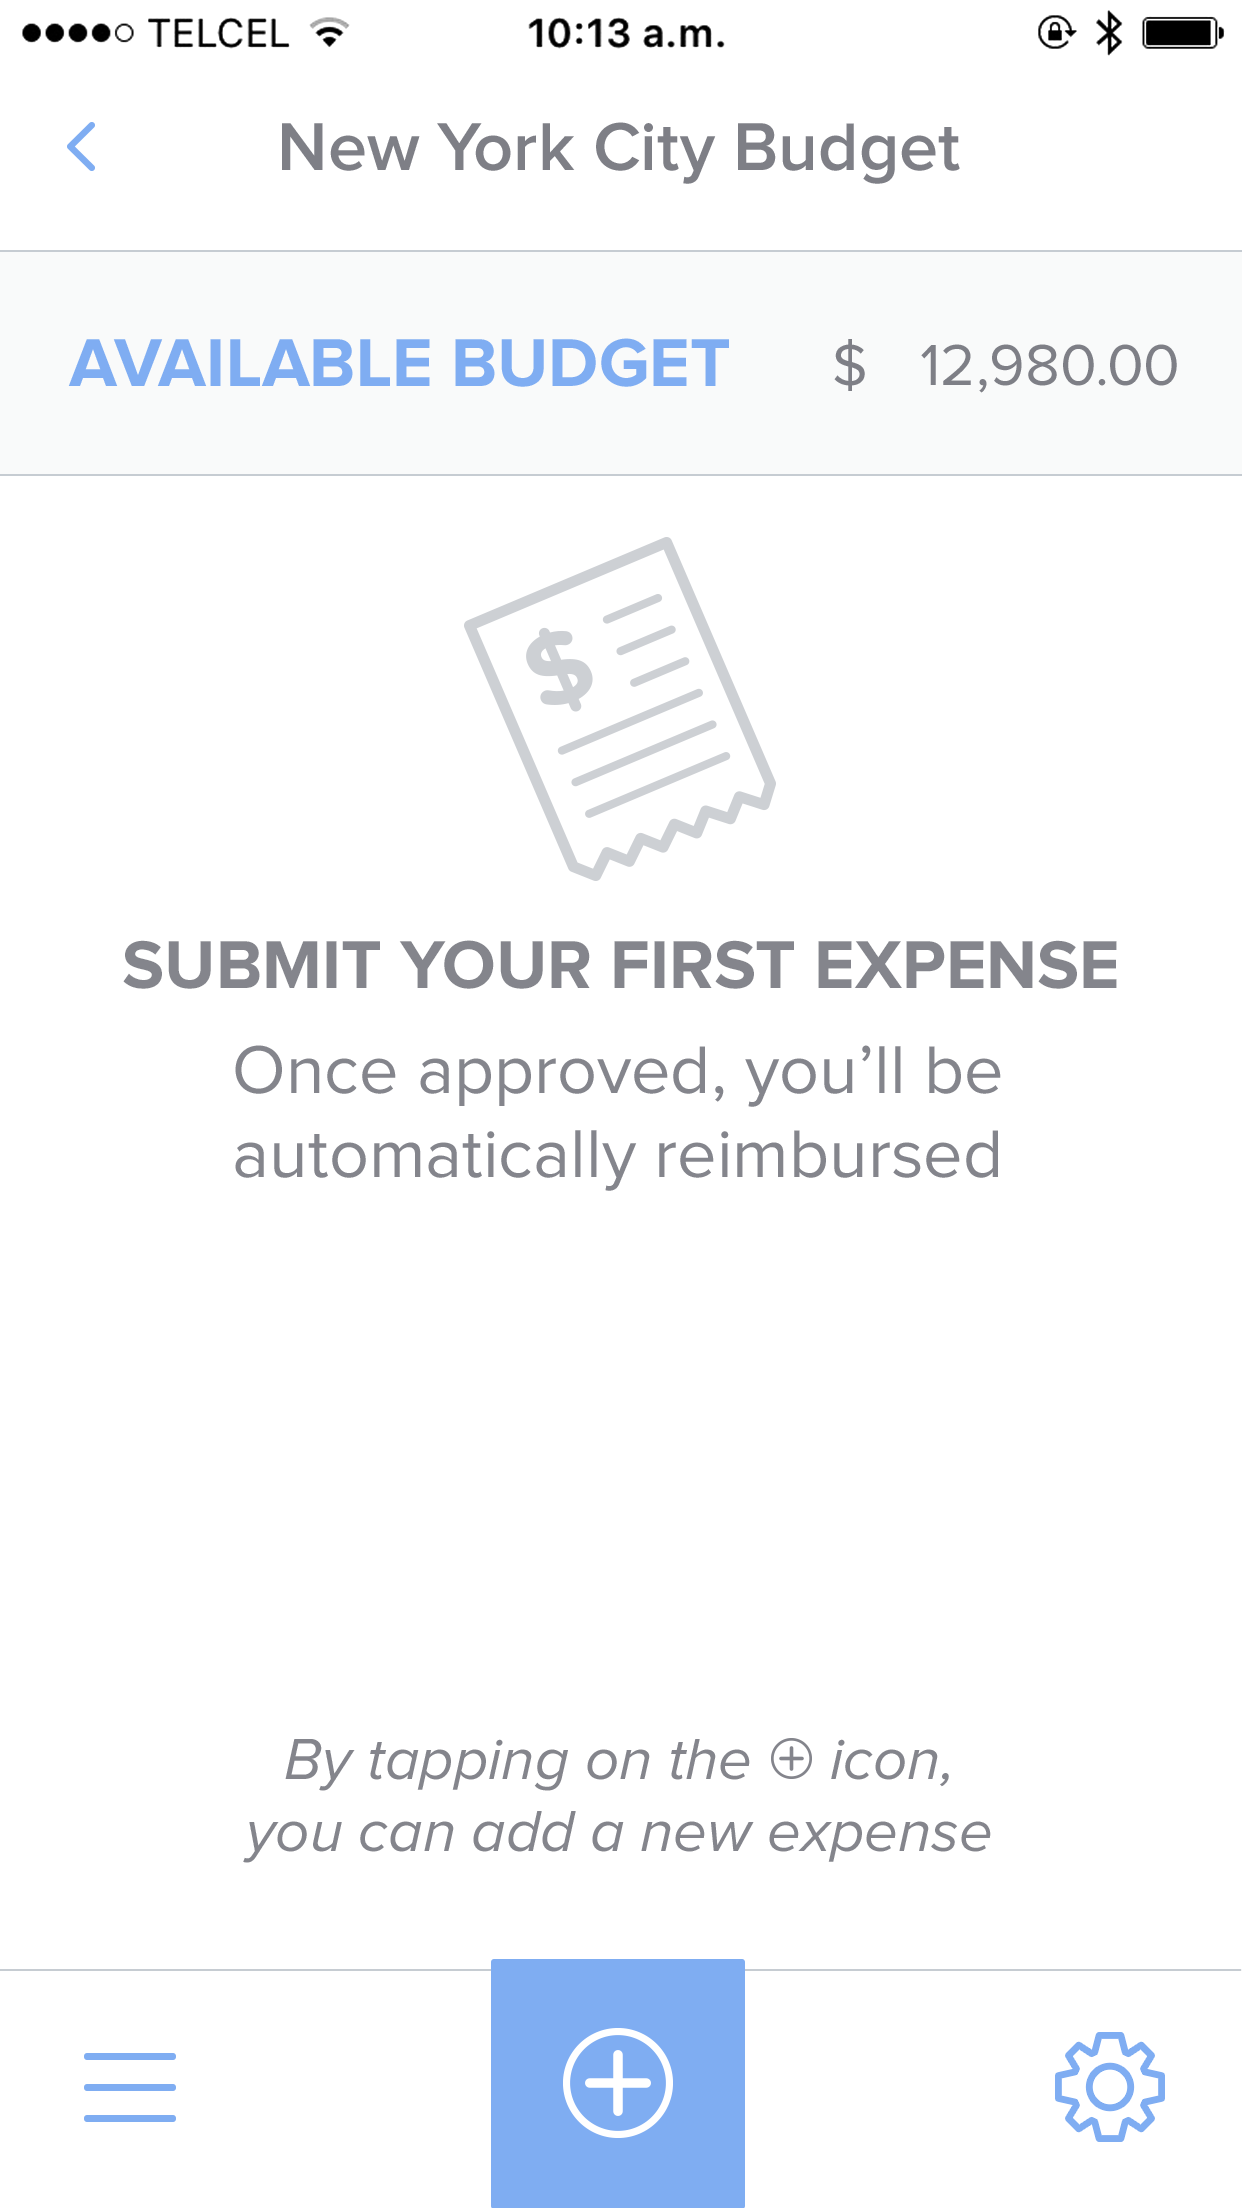 TELCEL 10:13 a.m.
New York City Budget
AVAILABLE BUDGET $ 12,980.00
$
SUBMIT YOUR FIRST EXPENSE
Once approved, you’ll be
automatically reimbursed
By tapping on the ⊕ icon,
you can add a new expense